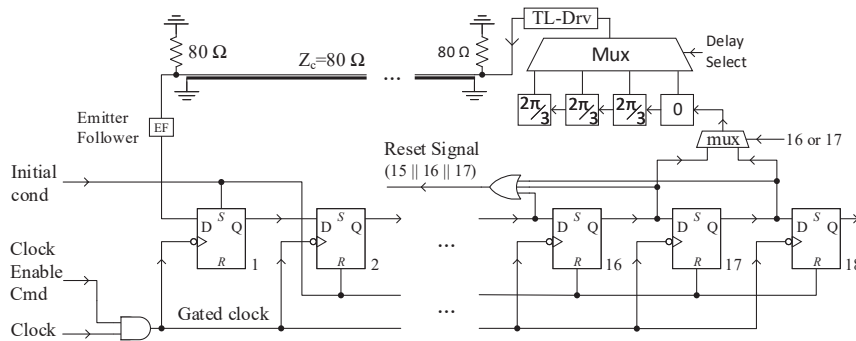 TL-Drv
80 Ω
Zc=80 Ω
80 Ω
Mux
Delay
Select
...
2π/3
2π/3
2π/3
0
Emitter
Follower
EF
mux
16 or 17
Reset Signal
(15 || 16 || 17)
Initial
cond
D S Q
R
1
D S Q
R
2
...
D S Q
R
16
D S Q
R
17
D S Q
R
18
Clock
Enable
Cmd
Gated clock
...
Clock